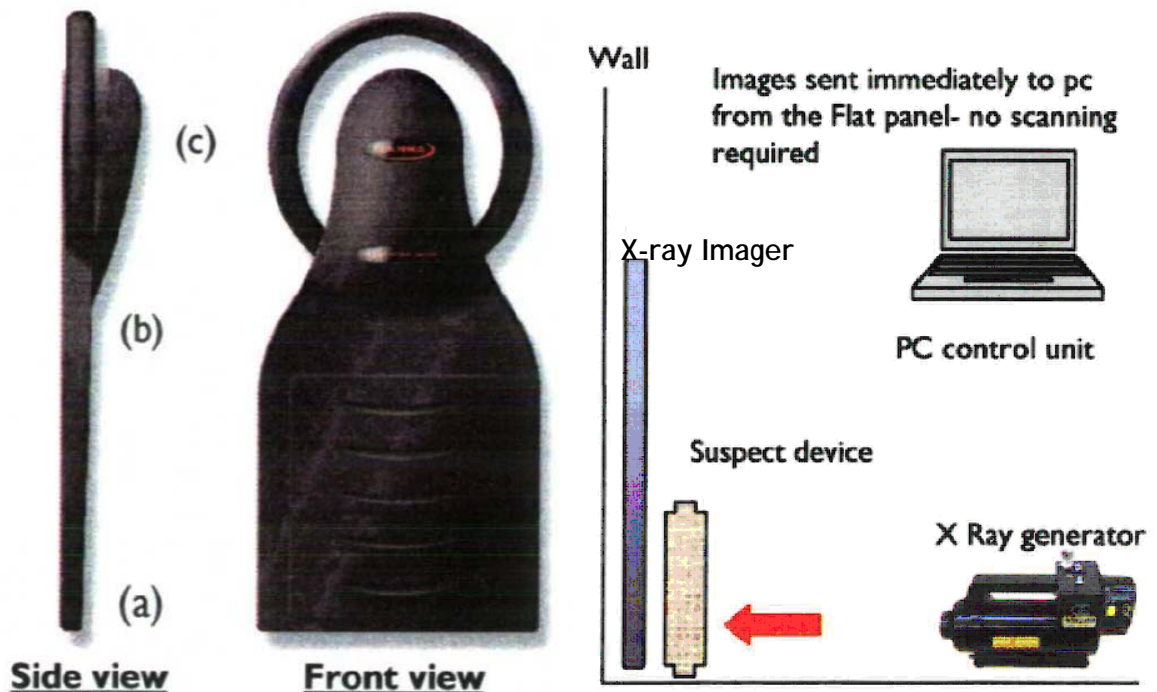 (c)
(b)
(a)
Side view
Front view
Wall
Images sent immediately to pc
from the Flat panel- no scanning
required
X-ray Imager
PC control unit
Suspect device
X Ray generator